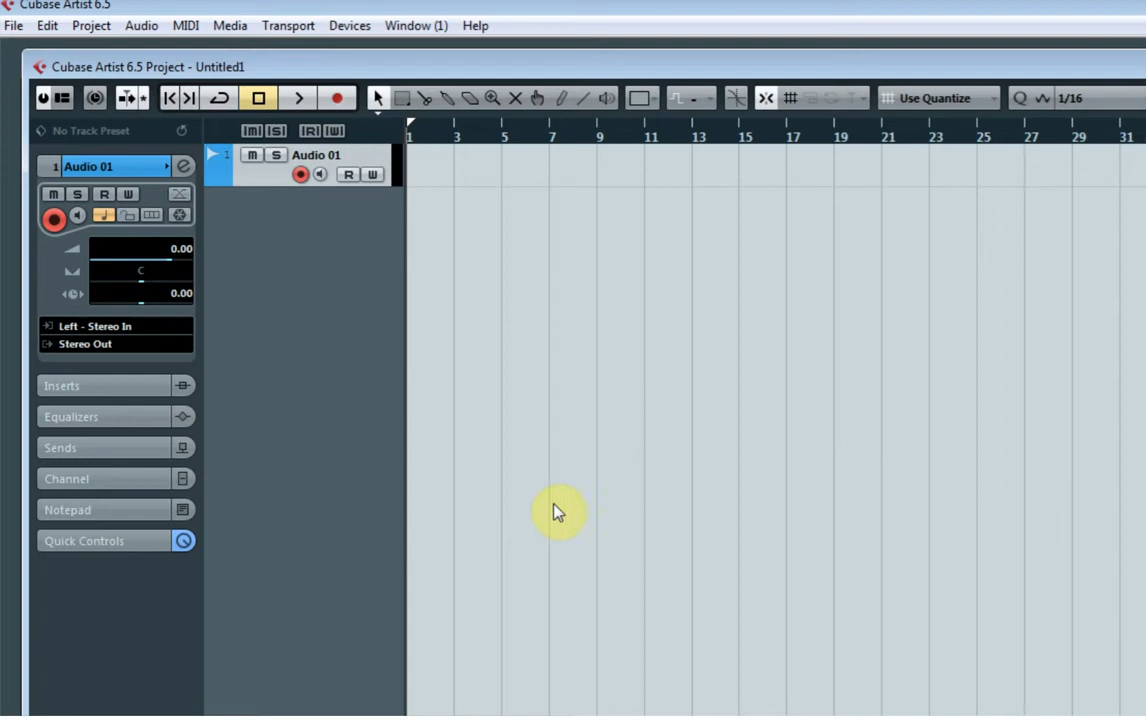 Cubase Artist 6.5
File Edit Project Audio MIDI Media Transport Devices Window (1) Help
Cubase Artist 6.5 Project - Untitled1
Use Quantize 1/16
No Track Preset
[M] [S] [R] [W]
1 3 5 7 9 11 13 15 17 19 21 23 25 27 29 31
1 Audio 01
1 M S Audio 01
R W
M S R W
0.00
C
0.00
Left - Stereo In
Stereo Out
Inserts
Equalizers
Sends
Channel
Notepad
Quick Controls